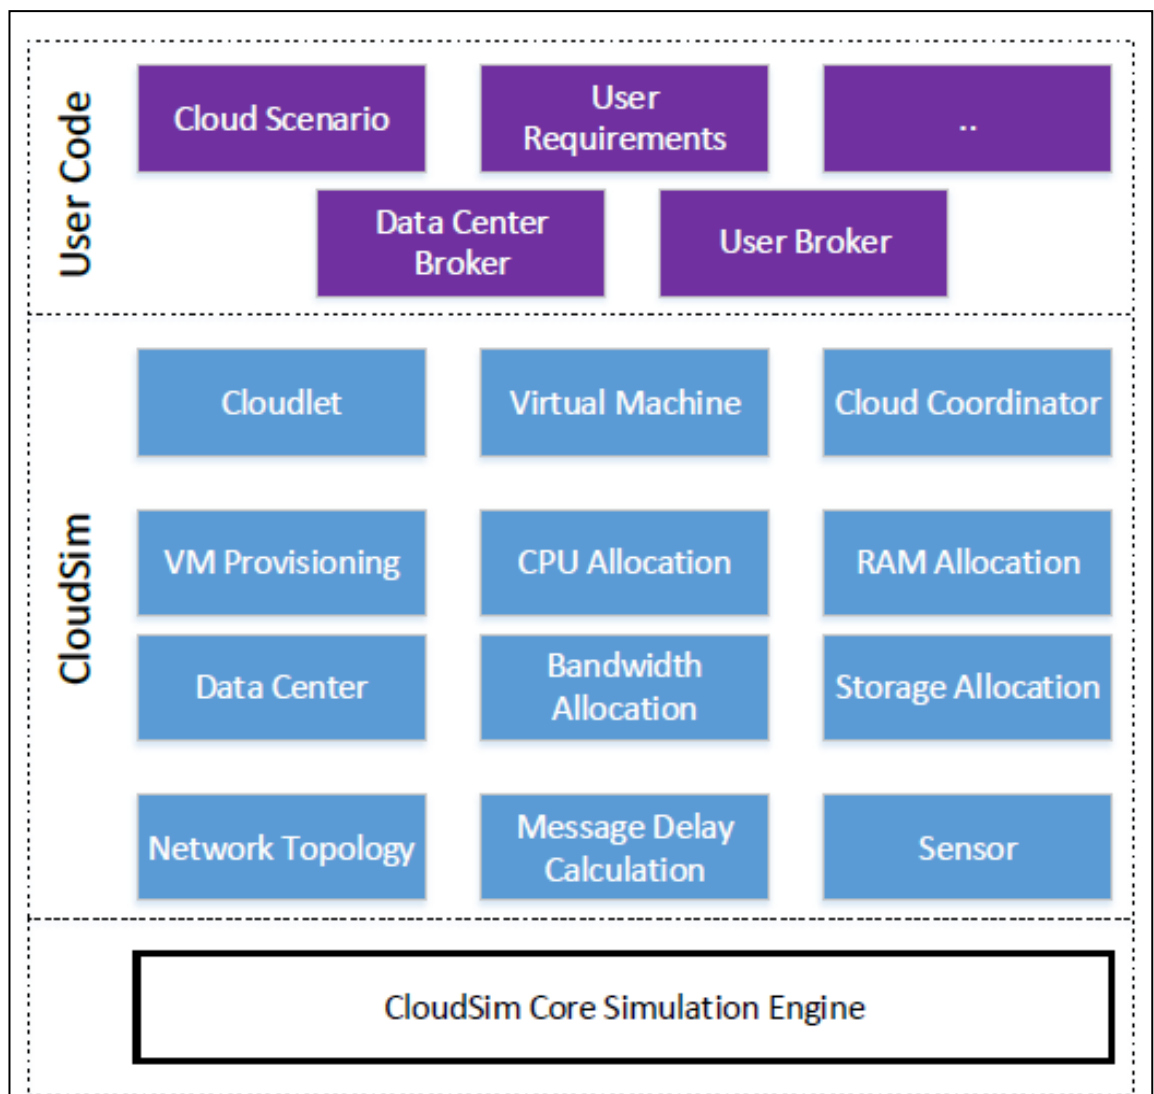 User Code
Cloud Scenario
User
Requirements
..
Data Center
Broker
User Broker
CloudSim
Cloudlet
Virtual Machine
Cloud Coordinator
VM Provisioning
CPU Allocation
RAM Allocation
Data Center
Bandwidth
Allocation
Storage Allocation
Network Topology
Message Delay
Calculation
Sensor
CloudSim Core Simulation Engine